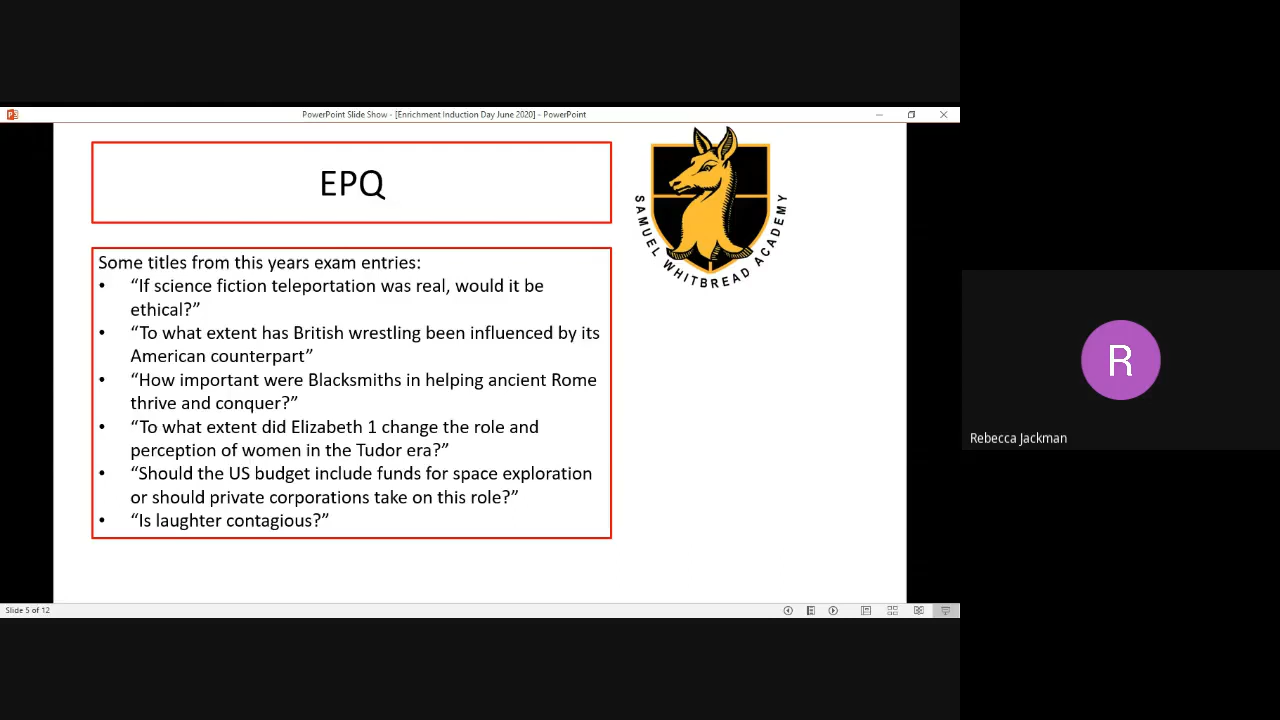 PowerPoint Slide Show - [Enrichment Induction Day June 2020] - PowerPoint
EPQ
SAMUEL WHITBREAD ACADEMY
Some titles from this years exam entries:
• “If science fiction teleportation was real, would it be
ethical?”
• “To what extent has British wrestling been influenced by its
American counterpart”
• “How important were Blacksmiths in helping ancient Rome
thrive and conquer?”
• “To what extent did Elizabeth 1 change the role and
perception of women in the Tudor era?”
• “Should the US budget include funds for space exploration
or should private corporations take on this role?”
• “Is laughter contagious?”
R
Rebecca Jackman
Slide 5 of 12